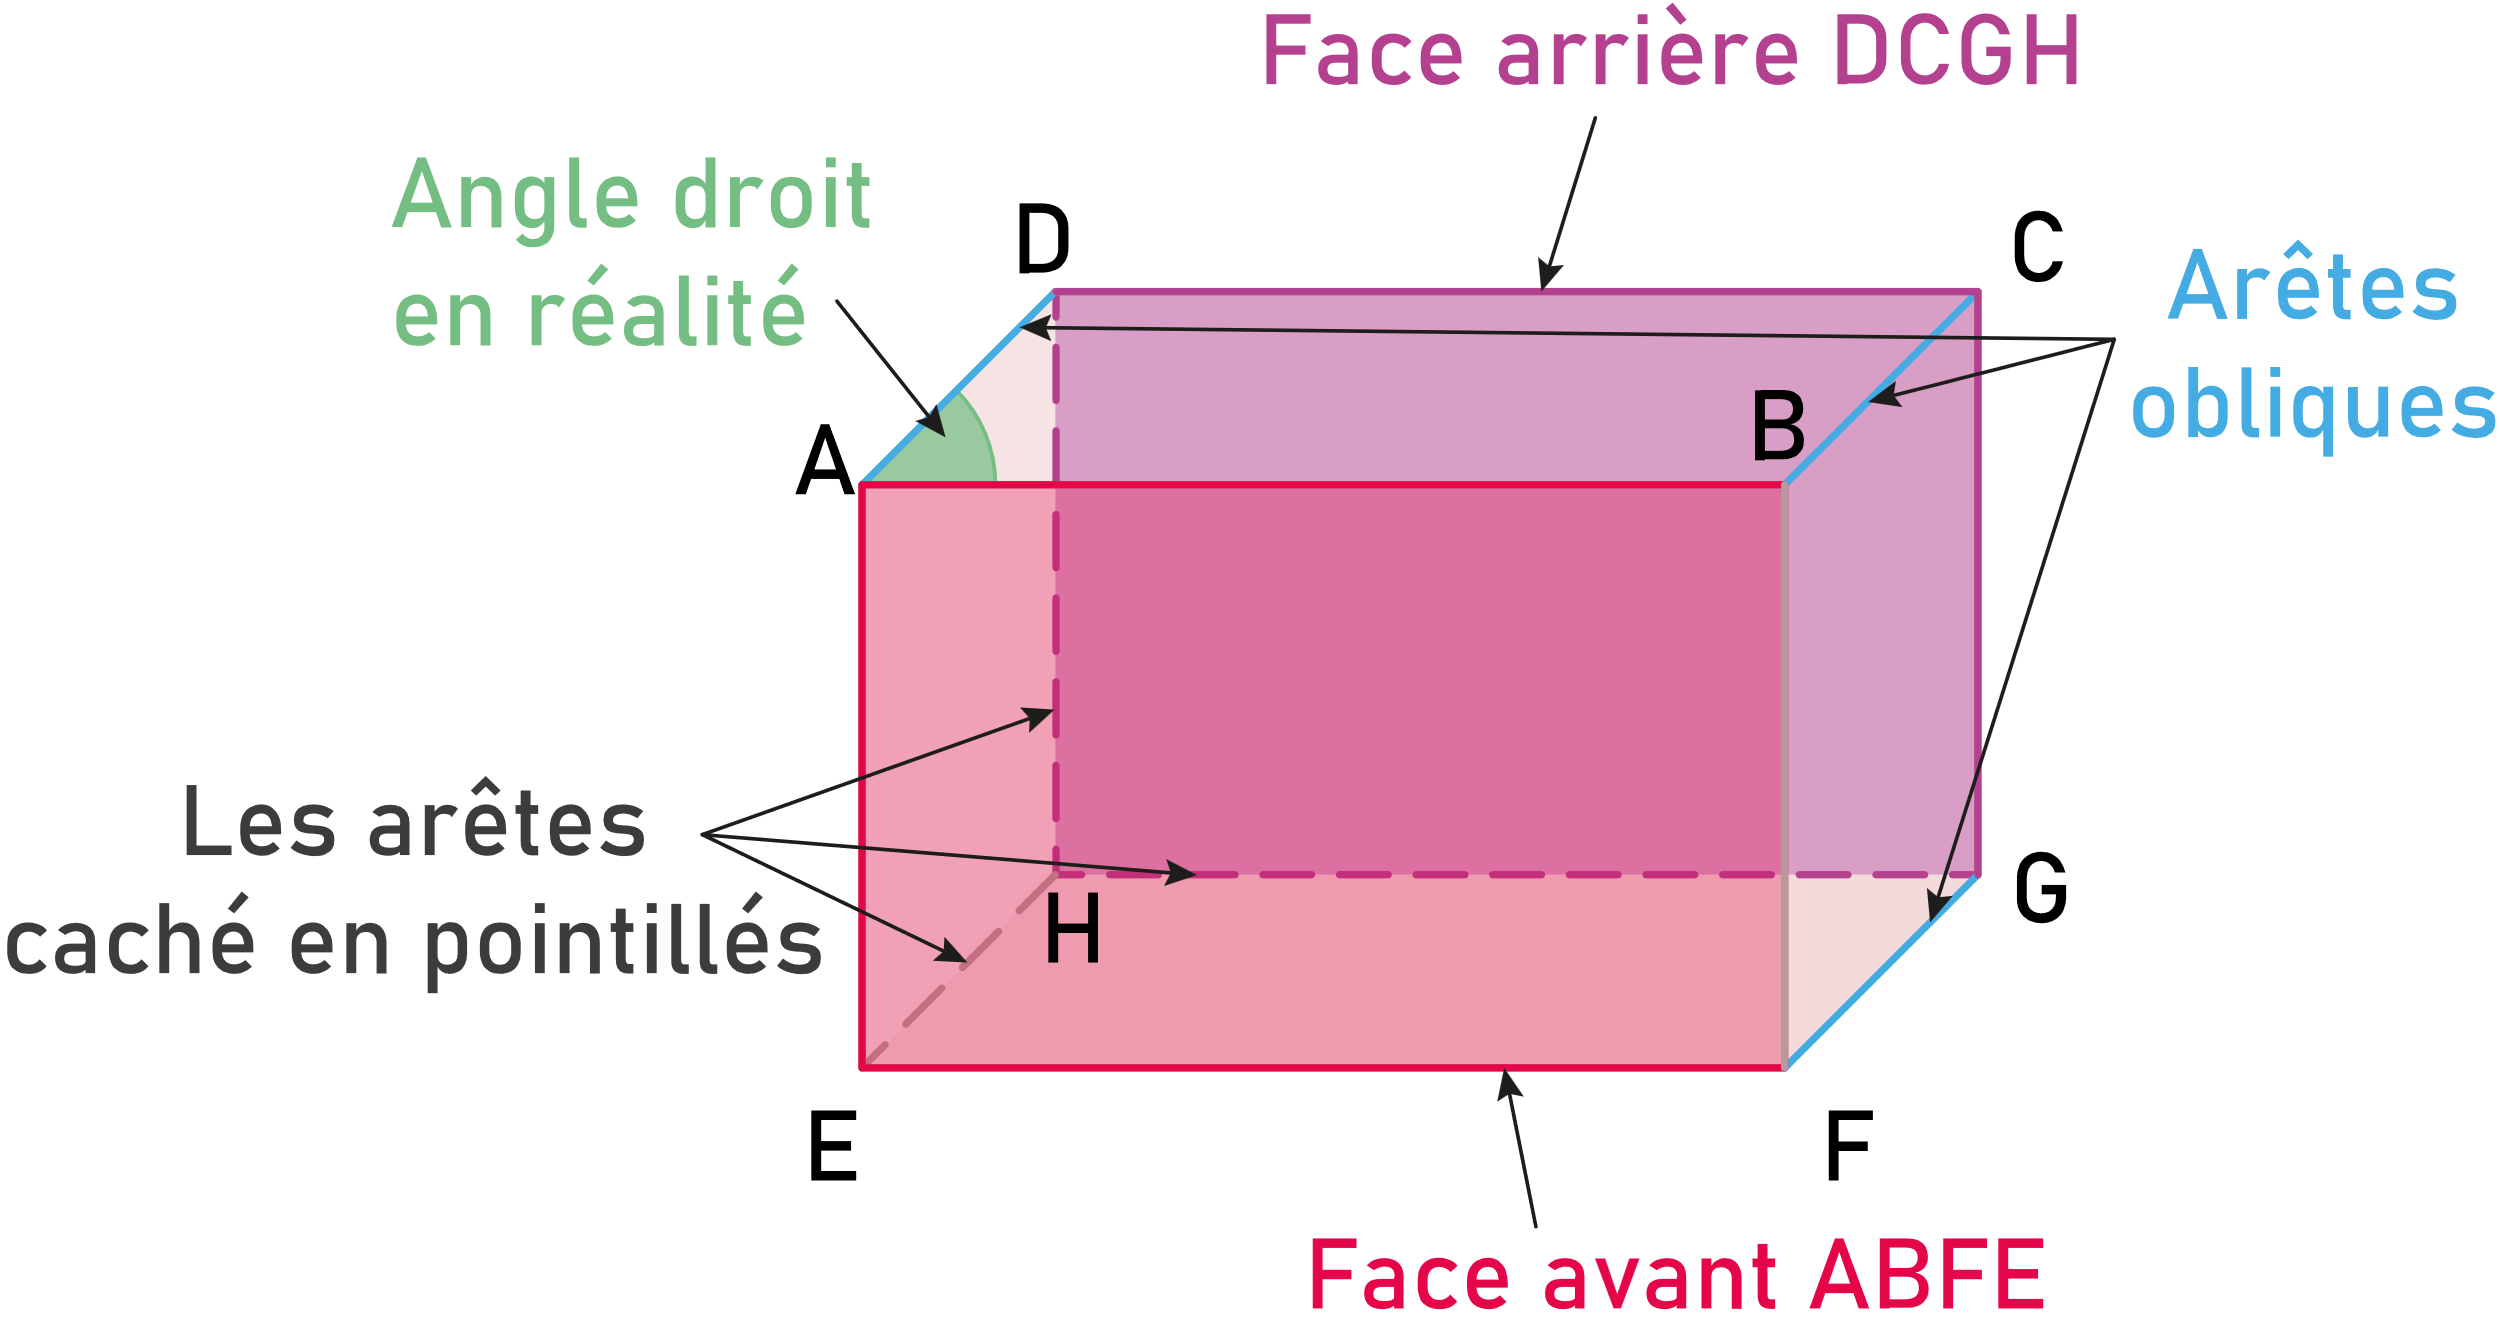 Face arrière DCGH
Angle droit
en réalité
D
C
Arêtes
obliques
B
A
Les arêtes
caché en pointillés
H
G
E
F
Face avant ABFE